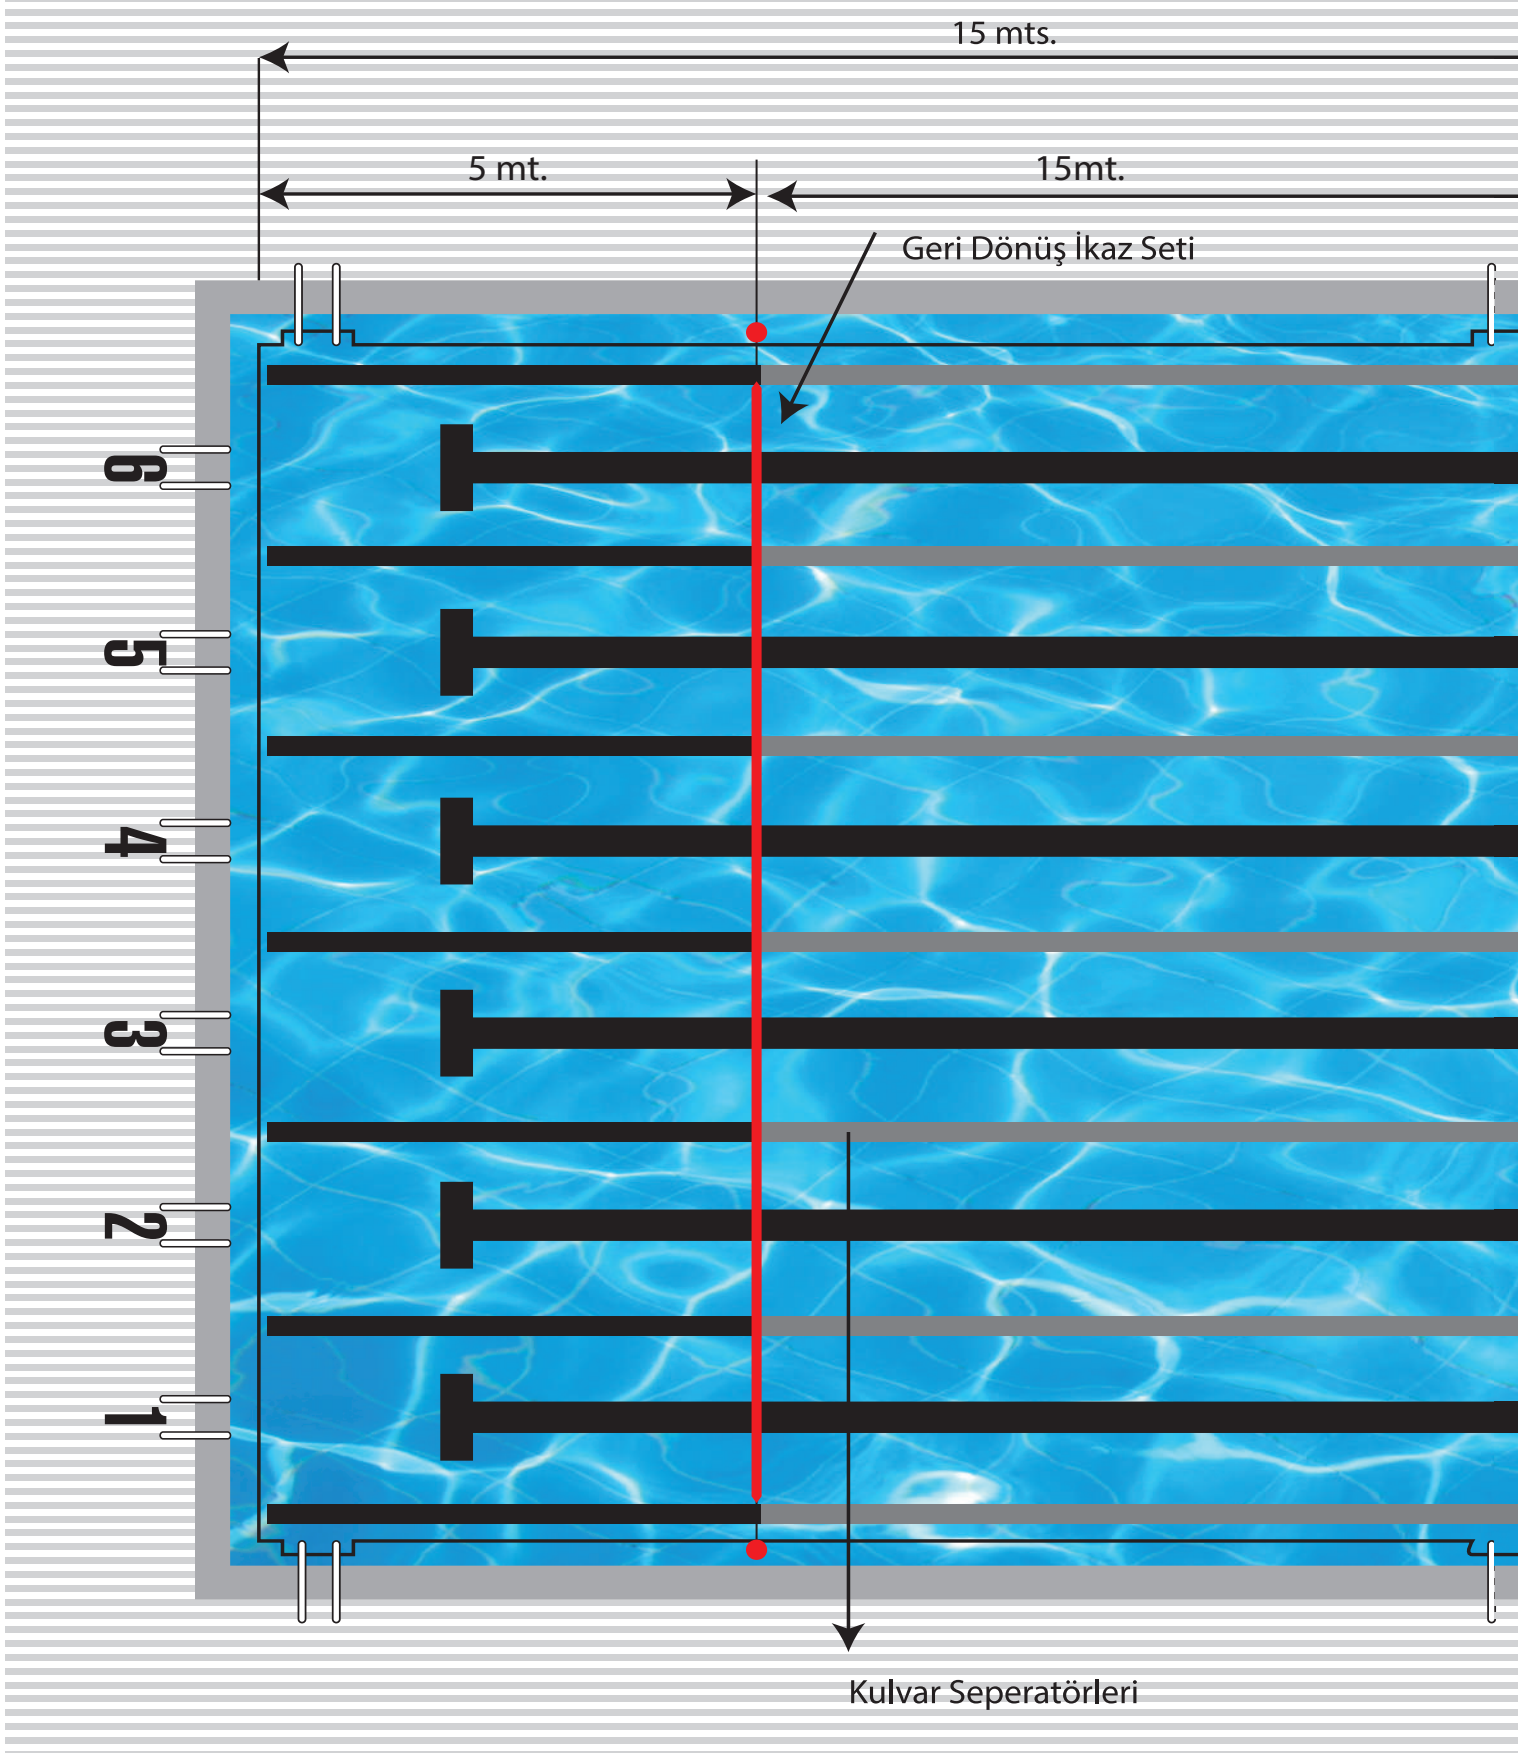 15 mts.
5 mt.
15mt.
Geri Dönüş İkaz Seti
6
5
4
3
2
1
Kulvar Seperatörleri